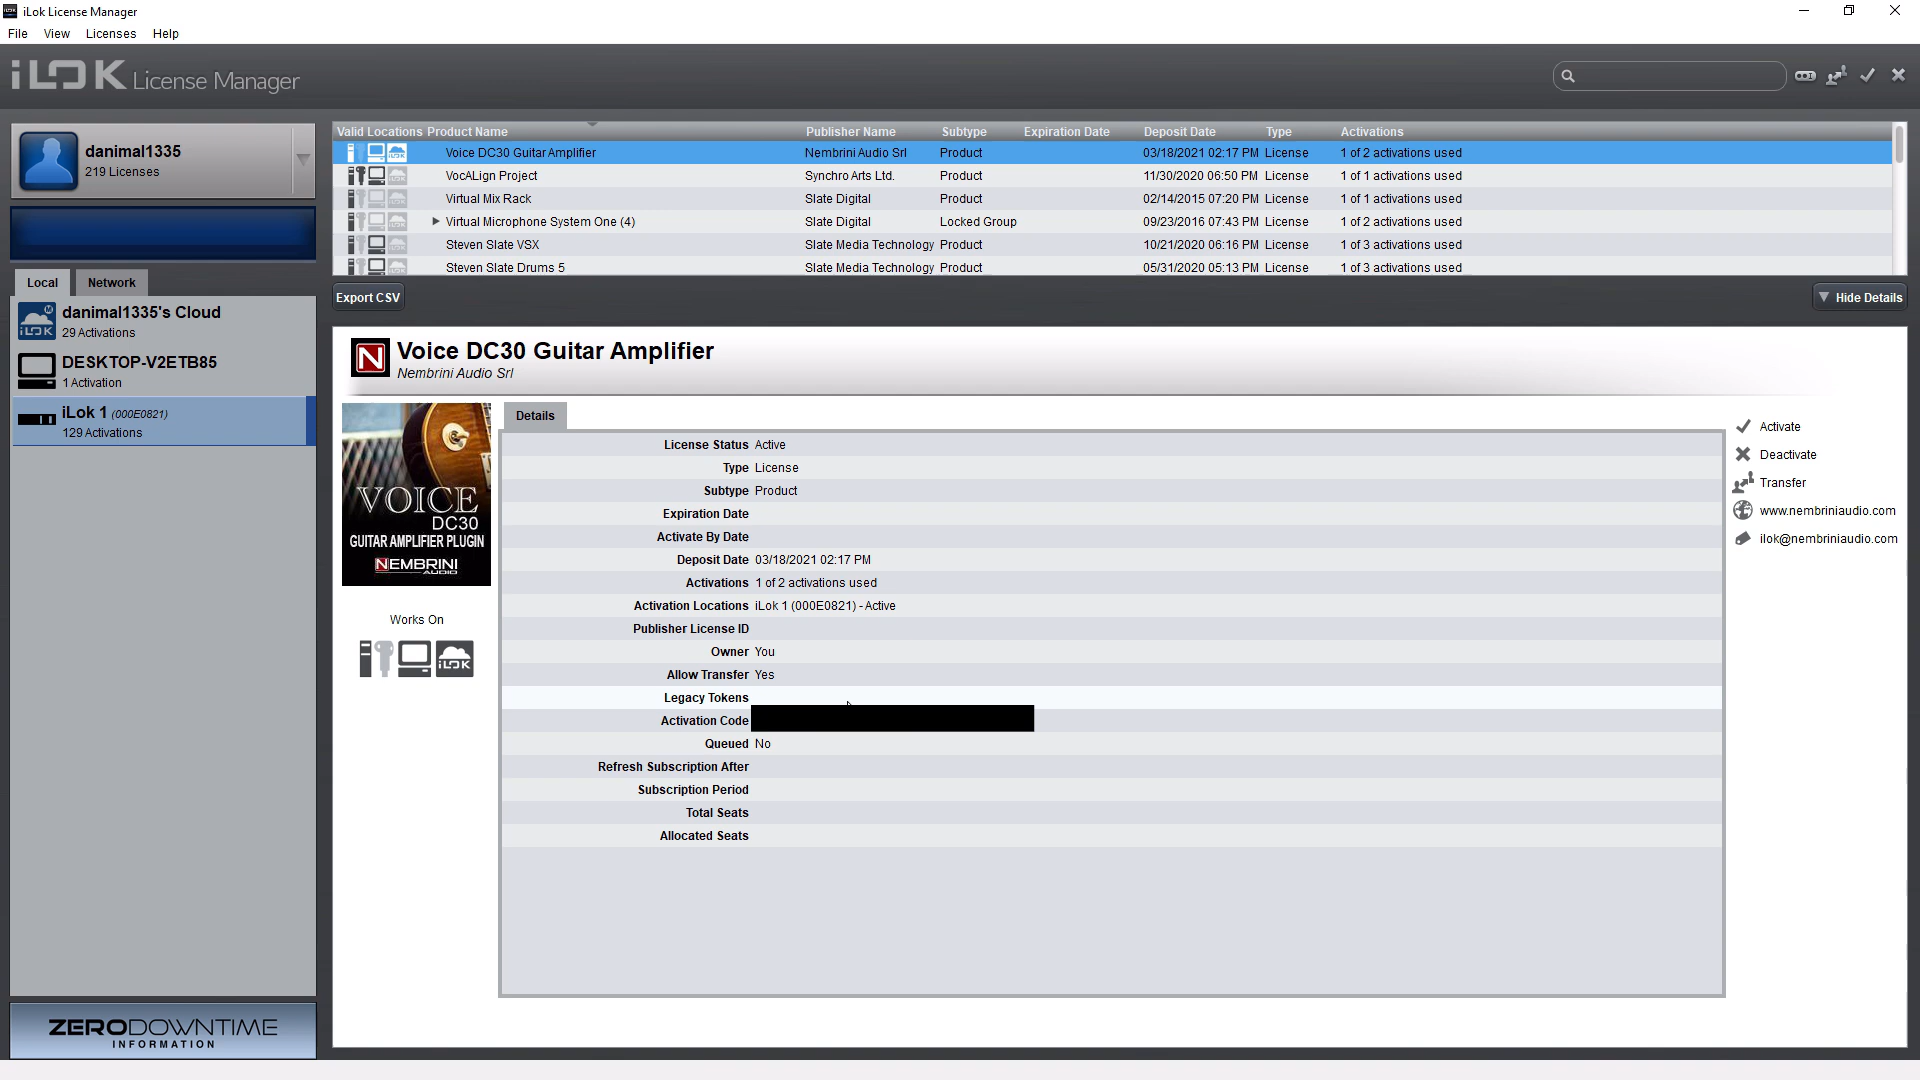 iLok License Manager
File View Licenses Help
iLOK License Manager
danimal1335
219 Licenses
Local Network
danimal1335's Cloud
29 Activations
DESKTOP-V2ETB85
1 Activation
iLok 1 (000E0821)
129 Activations
ZERODOWNTIME
INFORMATION
Valid Locations Product Name Publisher Name Subtype Expiration Date Deposit Date Type Activations
Voice DC30 Guitar Amplifier Nembrini Audio Srl Product 03/18/2021 02:17 PM License 1 of 2 activations used
VocALign Project Synchro Arts Ltd. Product 11/30/2020 06:50 PM License 1 of 1 activations used
Virtual Mix Rack Slate Digital Product 02/14/2015 07:20 PM License 1 of 1 activations used
Virtual Microphone System One (4) Slate Digital Locked Group 09/23/2016 07:43 PM License 1 of 2 activations used
Steven Slate VSX Slate Media Technology Product 10/21/2020 06:16 PM License 1 of 3 activations used
Steven Slate Drums 5 Slate Media Technology Product 05/31/2020 05:13 PM License 1 of 3 activations used
Export CSV Hide Details
N Voice DC30 Guitar Amplifier
Nembrini Audio Srl
VOICE
DC30
GUITAR AMPLIFIER PLUGIN
NEMBRINI
AUDIO
Works On
iLOK
Details
License Status Active
Type License
Subtype Product
Expiration Date
Activate By Date
Deposit Date 03/18/2021 02:17 PM
Activations 1 of 2 activations used
Activation Locations iLok 1 (000E0821) - Active
Publisher License ID
Owner You
Allow Transfer Yes
Legacy Tokens
Activation Code
Queued No
Refresh Subscription After
Subscription Period
Total Seats
Allocated Seats
Activate
Deactivate
Transfer
www.nembriniaudio.com
ilok@nembriniaudio.com